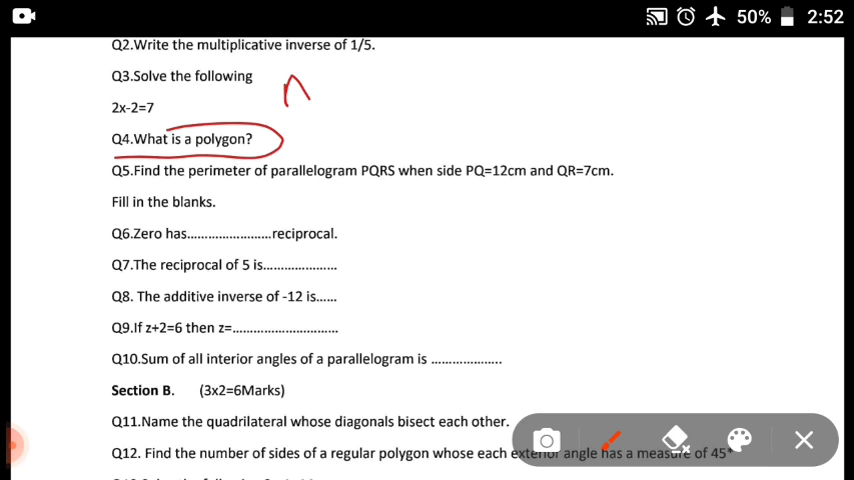 50% 2:52
Q2.Write the multiplicative inverse of 1/5.
Q3.Solve the following
2x-2=7
Q4.What is a polygon?
Q5.Find the perimeter of parallelogram PQRS when side PQ=12cm and QR=7cm.
Fill in the blanks.
Q6.Zero has........................reciprocal.
Q7.The reciprocal of 5 is.....................
Q8. The additive inverse of -12 is......
Q9.If z+2=6 then z=..............................
Q10.Sum of all interior angles of a parallelogram is ....................
Section B. (3x2=6Marks)
Q11.Name the quadrilateral whose diagonals bisect each other.
Q12. Find the number of sides of a regular polygon whose each exterior angle has a measure of 45°